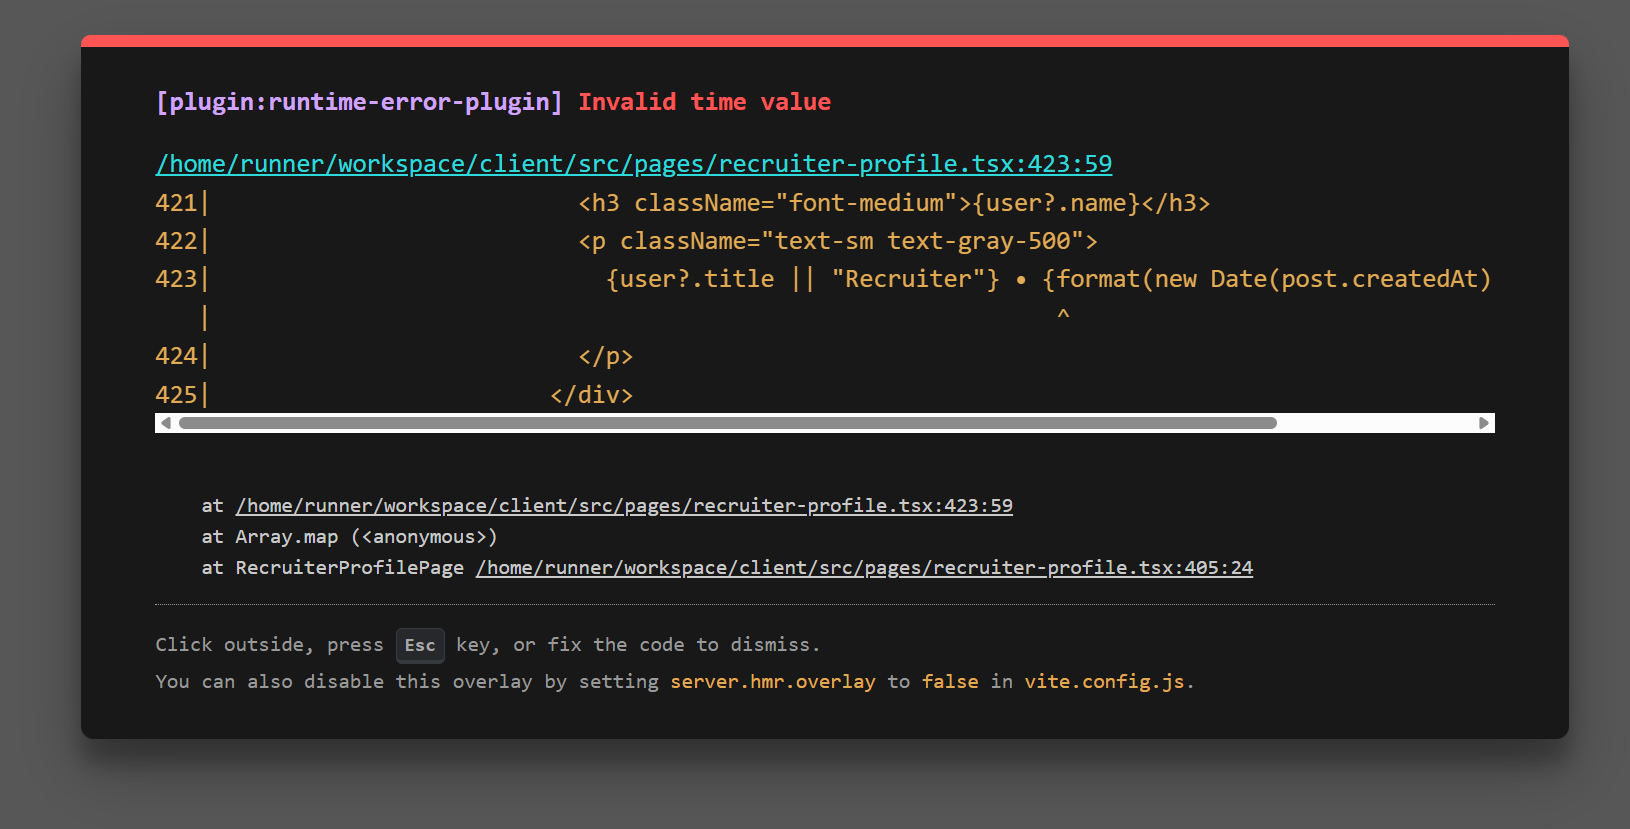 [plugin:runtime-error-plugin] Invalid time value
/home/runner/workspace/client/src/pages/recruiter-profile.tsx:423:59
421|                           <h3 className="font-medium">{user?.name}</h3>
422|                           <p className="text-sm text-gray-500">
423|                             {user?.title || "Recruiter"} • {format(new Date(post.createdAt)
   |                                                             ^
424|                           </p>
425|                         </div>
at /home/runner/workspace/client/src/pages/recruiter-profile.tsx:423:59
at Array.map (<anonymous>)
at RecruiterProfilePage /home/runner/workspace/client/src/pages/recruiter-profile.tsx:405:24
Click outside, press Esc key, or fix the code to dismiss.
You can also disable this overlay by setting server.hmr.overlay to false in vite.config.js.